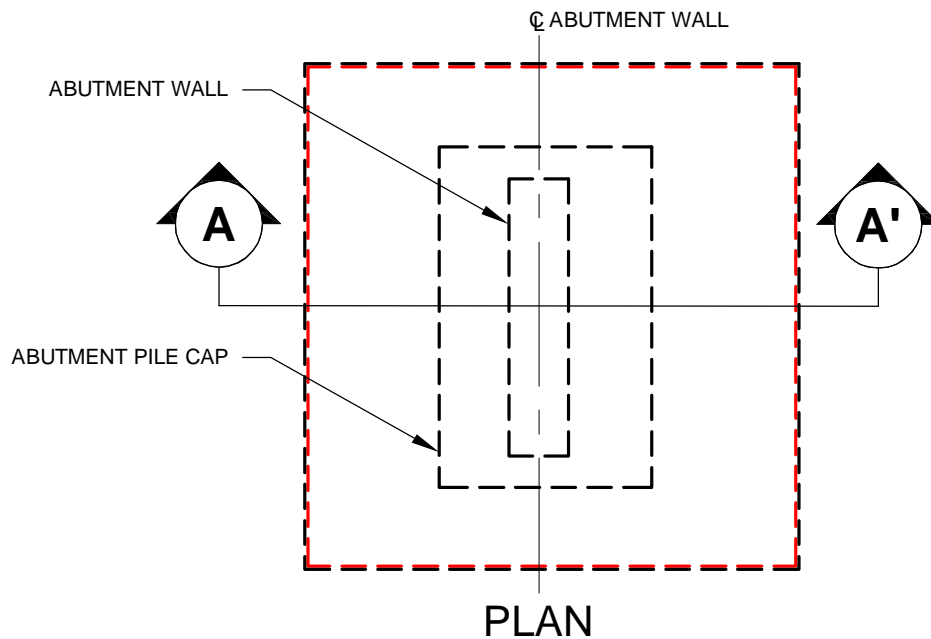 ℄ ABUTMENT WALL
ABUTMENT WALL
A
A'
ABUTMENT PILE CAP
PLAN